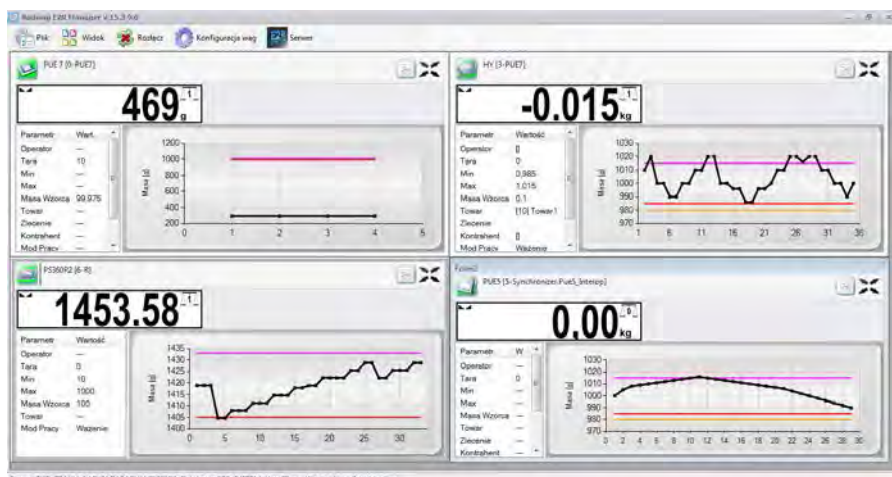 Radwag E2R Manager v.15.3.9.0
Plik Widok Rozłącz Konfiguracja wag Serwer
PUE 7 [0-PUE7]
469 g
1
Parametr Wart.
Operator —
Tara 10
Min —
Max —
Masa Wzorca 99,975
Towar —
Zlecenie —
Kontrahent —
Mod Pracy —
Masa [g]
1200
1000
800
600
400
200
0 1 2 3 4 5
HY [3-PUE7]
-0.015 kg
1
Parametr Wartość
Operator []
Tara 0
Min 0,985
Max 1,015
Masa Wzorca 0.1
Towar [10] Towar1
Zlecenie
Kontrahent []
Mod Pracy Ważenie
Masa [g]
1030
1020
1010
1000
990
980
970
1 6 11 16 21 26 31 36
PS360R2 [6-R]
1453.58
1
Parametr Wartość
Operator —
Tara 0
Min 10
Max 1000
Masa Wzorca 105
Towar —
Mod Pracy Ważenie
Masa [g]
1435
1430
1425
1420
1415
1410
1405
1400
0 5 10 15 20 25 30
PUE5 [5-Synchronizer.Pue5_Interop]
0,00 kg
0
Parametr W
Operator —
Tara 0
Min —
Max —
Masa Wzorca —
Towar —
Zlecenie —
Kontrahent —
Masa [g]
1030
1020
1010
1000
990
980
970
0 2 4 6 8 10 12 14 16 18 20 22 24 26 28 30